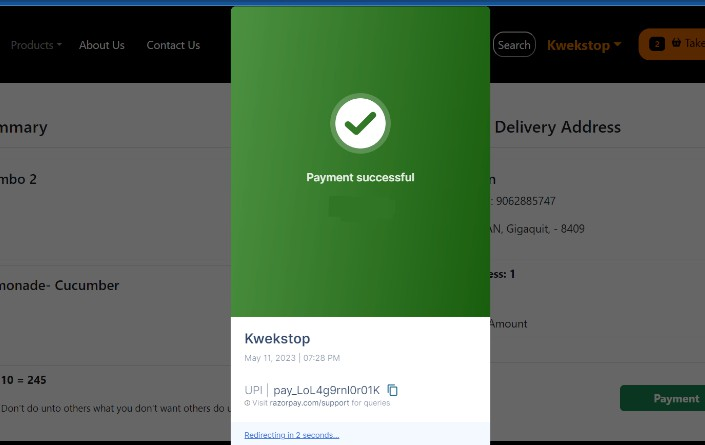 Products About Us Contact Us Search Kwekstop 2 Take
mmary
Delivery Address
mbo 2
n
: 9062885747
AN, Gigaquit, - 8409
monade- Cucumber
ess: 1
Amount
10 = 245
Don't do unto others what you don't want others do u
Payment
Payment successful
Kwekstop
May 11, 2023 | 07:28 PM
UPI | pay_LoL4g9rnI0r01K
Visit razorpay.com/support for queries
Redirecting in 2 seconds...